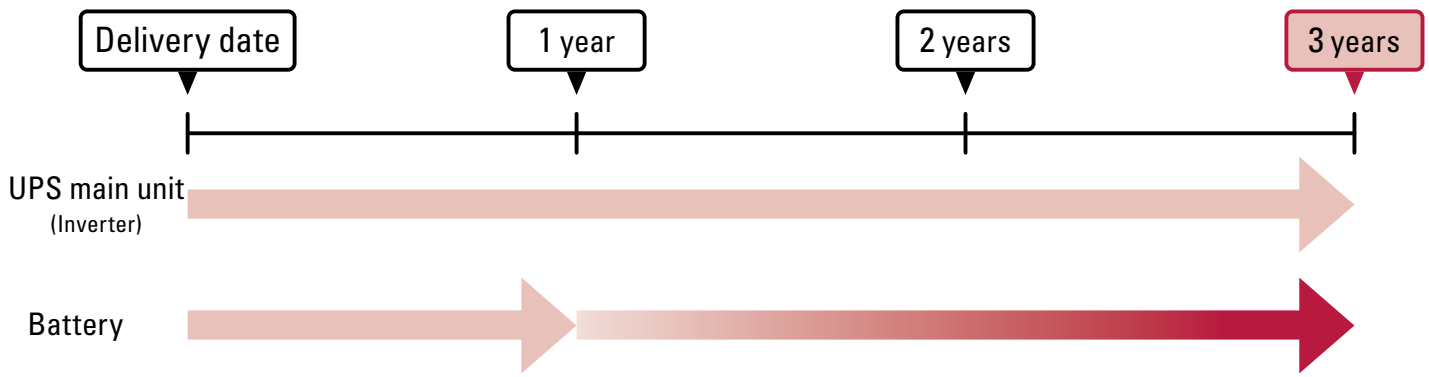 Delivery date
1 year
2 years
3 years
UPS main unit
(Inverter)
Battery